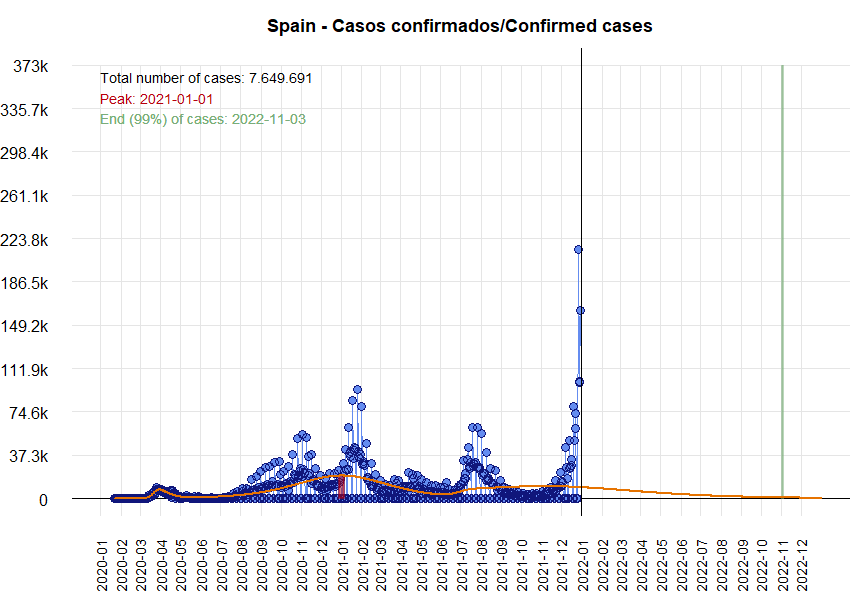 Spain - Casos confirmados/Confirmed cases
Total number of cases: 7.649.691
Peak: 2021-01-01
End (99%) of cases: 2022-11-03
373k
335.7k
298.4k
261.1k
223.8k
186.5k
149.2k
111.9k
74.6k
37.3k
0
2020-01
2020-02
2020-03
2020-04
2020-05
2020-06
2020-07
2020-08
2020-09
2020-10
2020-11
2020-12
2021-01
2021-03
2021-03
2021-04
2021-05
2021-06
2021-07
2021-08
2021-09
2021-10
2021-11
2021-12
2022-01
2022-02
2022-03
2022-04
2022-05
2022-06
2022-07
2022-08
2022-09
2022-10
2022-11
2022-12